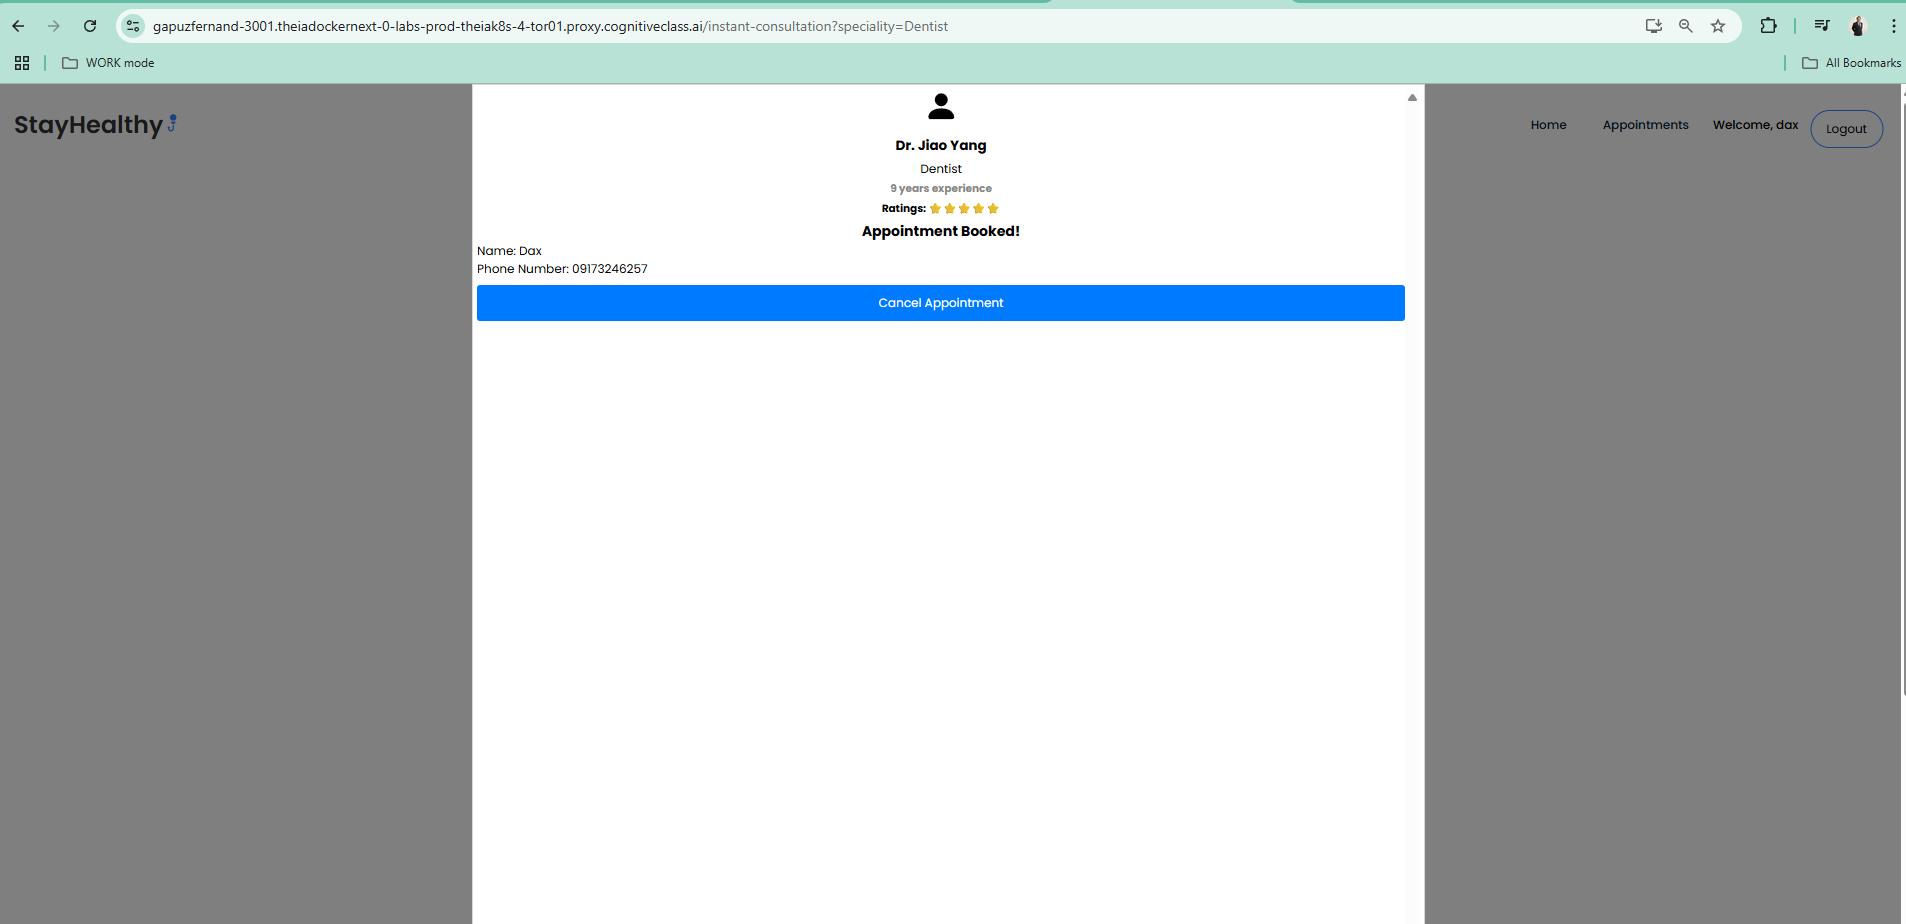 gapuzfernand-3001.theiadockernext-0-labs-prod-theiak8s-4-tor01.proxy.cognitiveclass.ai/instant-consultation?speciality=Dentist
WORK mode
All Bookmarks
StayHealthy
Home
Appointments
Welcome, dax
Logout
Dr. Jiao Yang
Dentist
9 years experience
Ratings:
Appointment Booked!
Name: Dax
Phone Number: 09173246257
Cancel Appointment